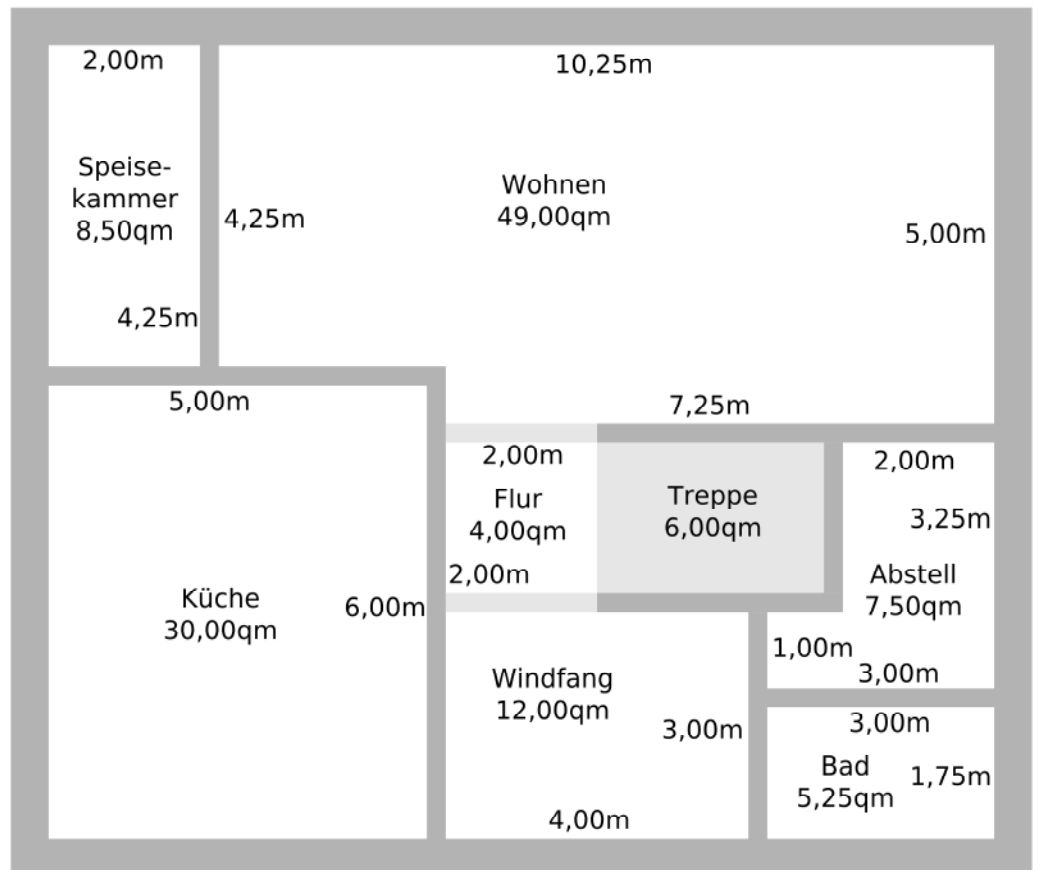 2,00m
10,25m
Speise-
kammer
8,50qm
Wohnen
49,00qm
4,25m
5,00m
4,25m
5,00m
7,25m
2,00m
Flur
4,00qm
2,00m
Treppe
6,00qm
2,00m
3,25m
Abstell
7,50qm
1,00m
3,00m
Küche
30,00qm
6,00m
Windfang
12,00qm
3,00m
4,00m
3,00m
Bad
5,25qm
1,75m